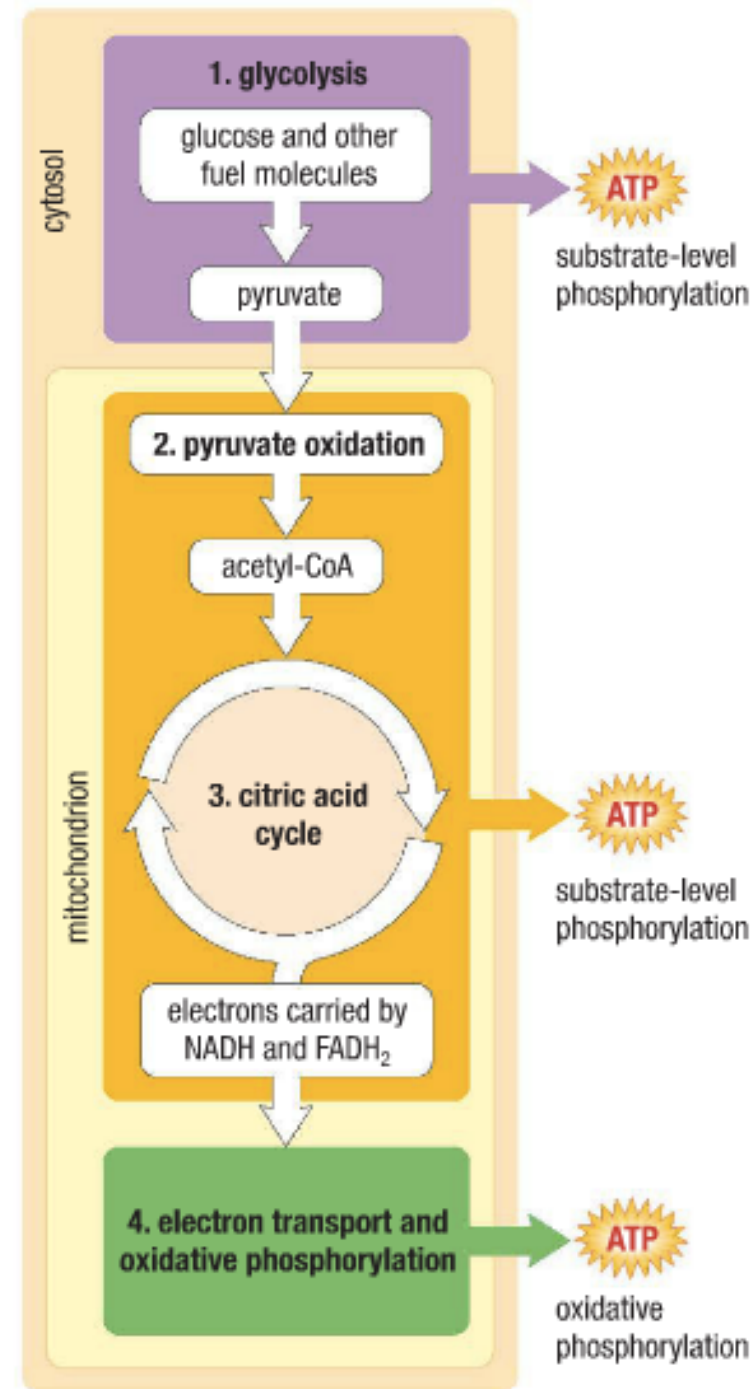 1. glycolysis
glucose and other
fuel molecules
pyruvate
cytosol
ATP
substrate-level
phosphorylation
2. pyruvate oxidation
acetyl-CoA
3. citric acid
cycle
mitochondrion
ATP
substrate-level
phosphorylation
electrons carried by
NADH and FADH₂
4. electron transport and
oxidative phosphorylation
ATP
oxidative
phosphorylation